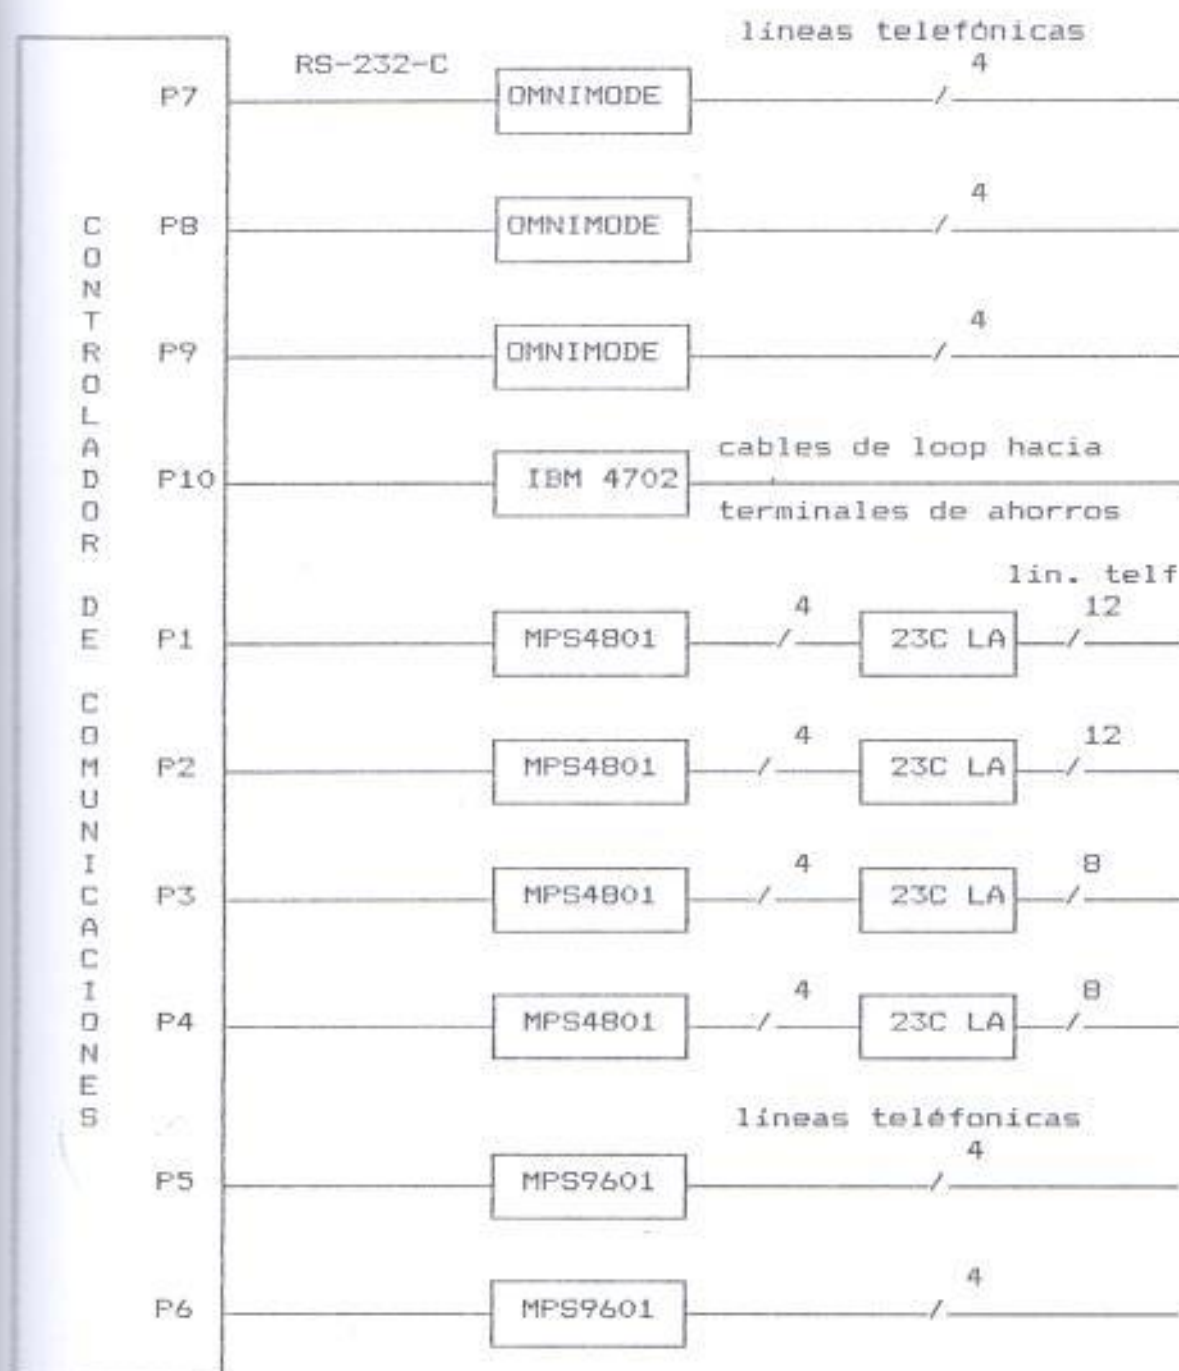 líneas telefónicas
RS-232-C
4
P7
OMNIMODE
4
P8
OMNIMODE
4
P9
OMNIMODE
cables de loop hacia
P10
IBM 4702
terminales de ahorros
lin. telf
4
12
P1
MPS4801
23C LA
4
12
P2
MPS4801
23C LA
4
8
P3
MPS4801
23C LA
4
8
P4
MPS4801
23C LA
líneas teléfonicas
4
P5
MPS9601
4
P6
MPS9601
CONTROLADOR DE COMUNICACIONES